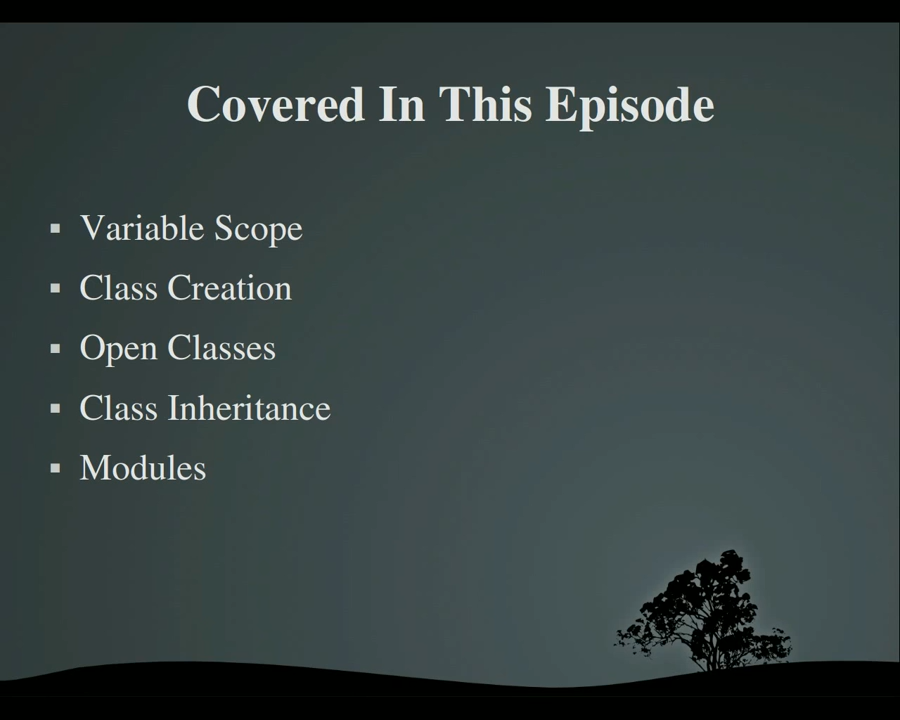 Covered In This Episode
▪ Variable Scope
▪ Class Creation
▪ Open Classes
▪ Class Inheritance
▪ Modules